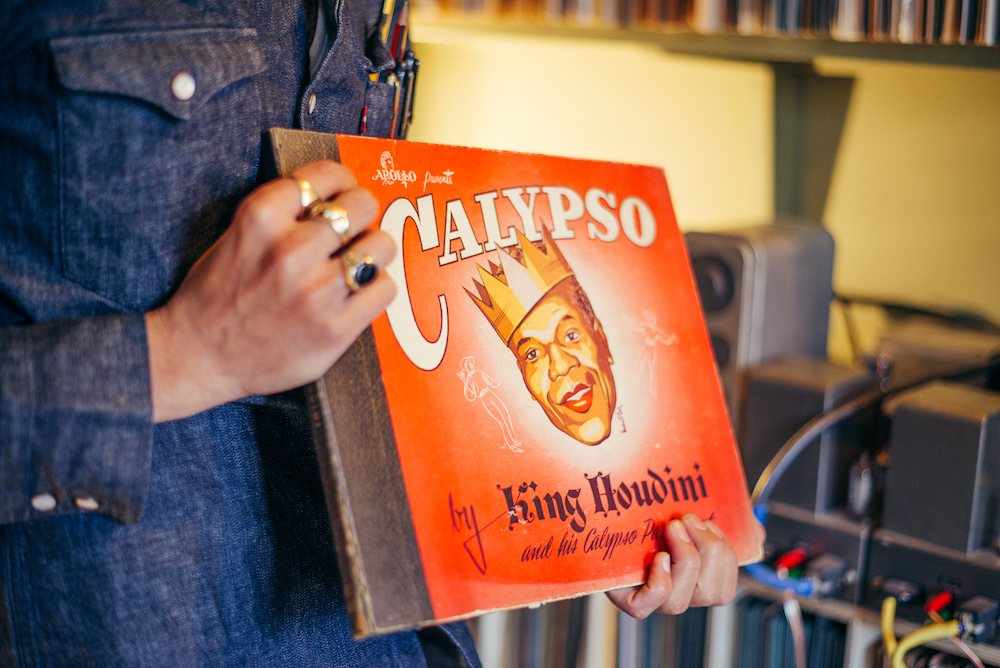 APOLLO presents
CALYPSO
by King Houdini
and his Calypso